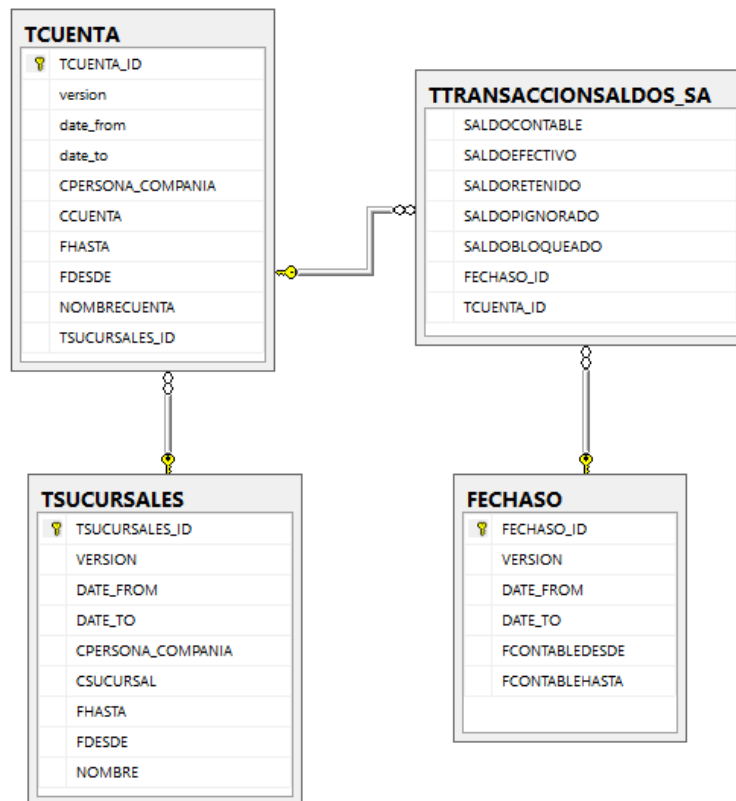 TCUENTA
TCUENTA_ID
version
date_from
date_to
CPERSONA_COMPANIA
CCUENTA
FHASTA
FDESDE
NOMBRECUENTA
TSUCURSALES_ID
TTRANSACCIONSALDOS_SA
SALDOCONTABLE
SALDOEFECTIVO
SALDORETENIDO
SALDOPIGNORADO
SALDOBLOQUEADO
FECHASO_ID
TCUENTA_ID
TSUCURSALES
TSUCURSALES_ID
VERSION
DATE_FROM
DATE_TO
CPERSONA_COMPANIA
CSUCURSAL
FHASTA
FDESDE
NOMBRE
FECHASO
FECHASO_ID
VERSION
DATE_FROM
DATE_TO
FCONTABLEDESDE
FCONTABLEHASTA